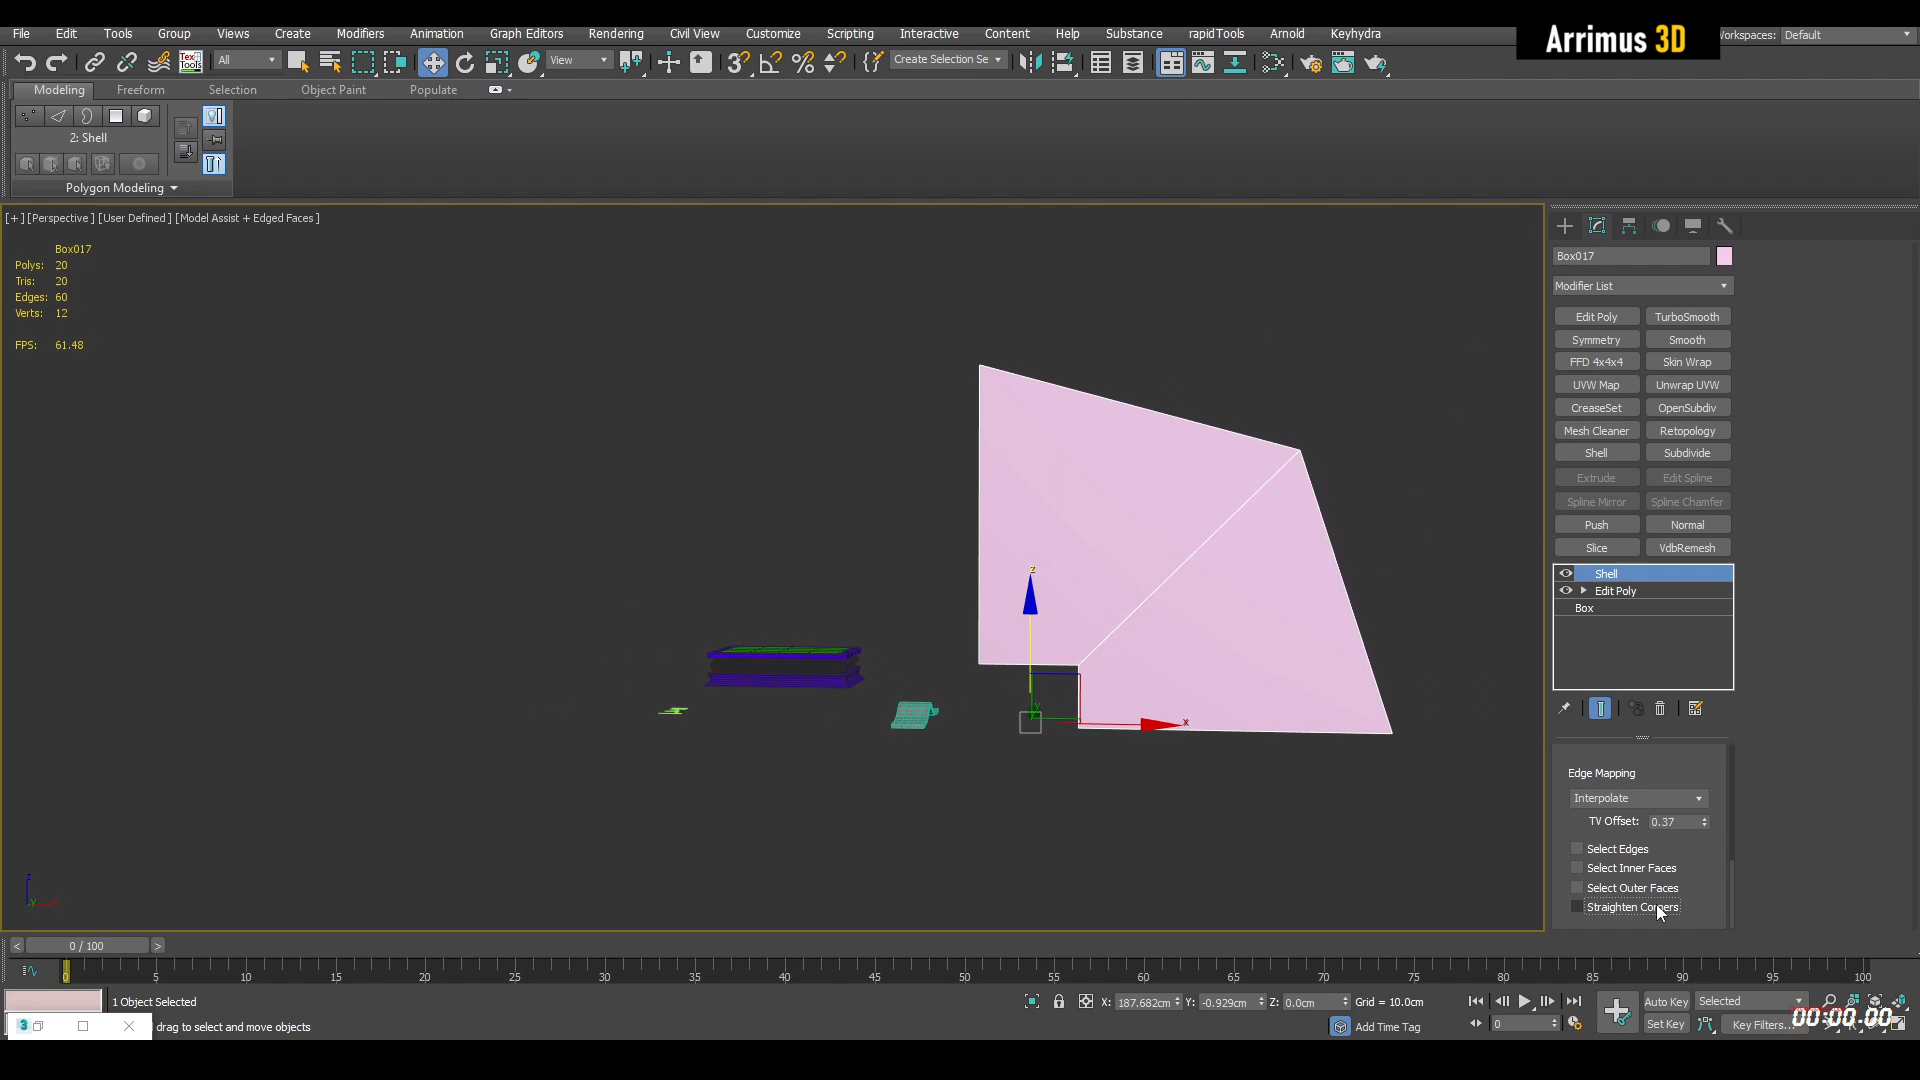 Arrimus 3D
File Edit Tools Group Views Create Modifiers Animation Graph Editors Rendering Civil View Customize Scripting Interactive Content Help Substance rapidTools Arnold Keyhydra
orkspaces: Default
All View Create Selection Se
Modeling Freeform Selection Object Paint Populate
2: Shell
Polygon Modeling
[+] [Perspective] [User Defined] [Model Assist + Edged Faces]
Box017
Polys: 20
Tris: 20
Edges: 60
Verts: 12
FPS: 61.48
z
y
x
z
y
Box017
Modifier List
Edit Poly TurboSmooth
Symmetry Smooth
FFD 4x4x4 Skin Wrap
UVW Map Unwrap UVW
CreaseSet OpenSubdiv
Mesh Cleaner Retopology
Shell Subdivide
Extrude Edit Spline
Spline Mirror Spline Chamfer
Push Normal
Slice VdbRemesh
Shell
Edit Poly
Box
Edge Mapping
Interpolate
TV Offset: 0.37
Select Edges
Select Inner Faces
Select Outer Faces
Straighten Corners
< 0 / 100 >
0 5 10 15 20 25 30 35 40 45 50 55 60 65 70 75 80 85 90 95 100
1 Object Selected
X: 187.682cm Y: -0.929cm Z: 0.0cm Grid = 10.0cm
Auto Key Selected
3 drag to select and move objects
Add Time Tag
0
Set Key Key Filters...
00:00.00